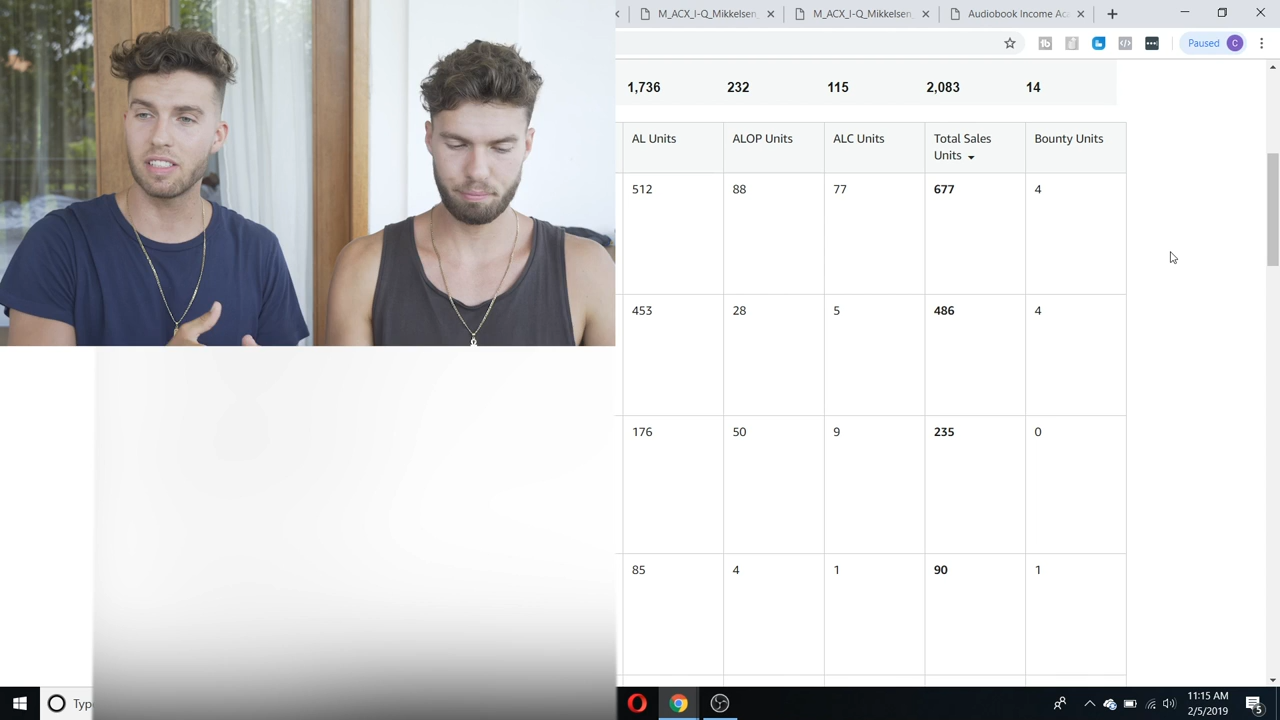 M_ACX_I-Q_Mikkelsen
M_ACX_I-Q_Mikkelsen
Audiobook Income Ac
Paused C
1,736 232 115 2,083 14
AL Units ALOP Units ALC Units Total Sales Units Bounty Units
512 88 77 677 4
453 28 5 486 4
176 50 9 235 0
85 4 1 90 1
Typ
11:15 AM
2/5/2019
5